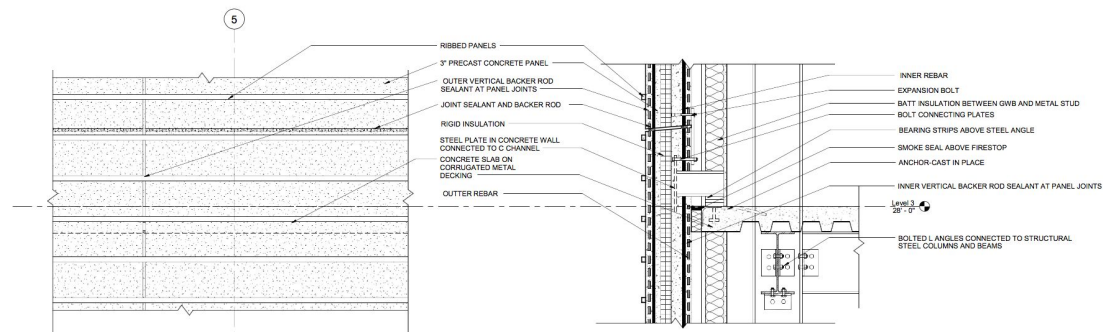 5
RIBBED PANELS
3" PRECAST CONCRETE PANEL
OUTER VERTICAL BACKER ROD
SEALANT AT PANEL JOINTS
JOINT SEALANT AND BACKER ROD
RIGID INSULATION
STEEL PLATE IN CONCRETE WALL
CONNECTED TO C CHANNEL
CONCRETE SLAB ON
CORRUGATED METAL
DECKING
OUTTER REBAR
INNER REBAR
EXPANSION BOLT
BATT INSULATION BETWEEN GWB AND METAL STUD
BOLT CONNECTING PLATES
BEARING STRIPS ABOVE STEEL ANGLE
SMOKE SEAL ABOVE FIRESTOP
ANCHOR-CAST IN PLACE
INNER VERTICAL BACKER ROD SEALANT AT PANEL JOINTS
Level 3
28' - 0"
BOLTED L ANGLES CONNECTED TO STRUCTURAL
STEEL COLUMNS AND BEAMS